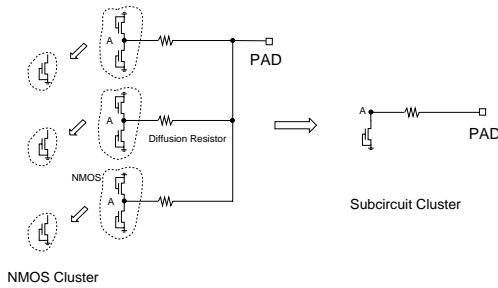 A
PAD
A
Diffusion Resistor
NMOS
A
NMOS Cluster
A
PAD
Subcircuit Cluster